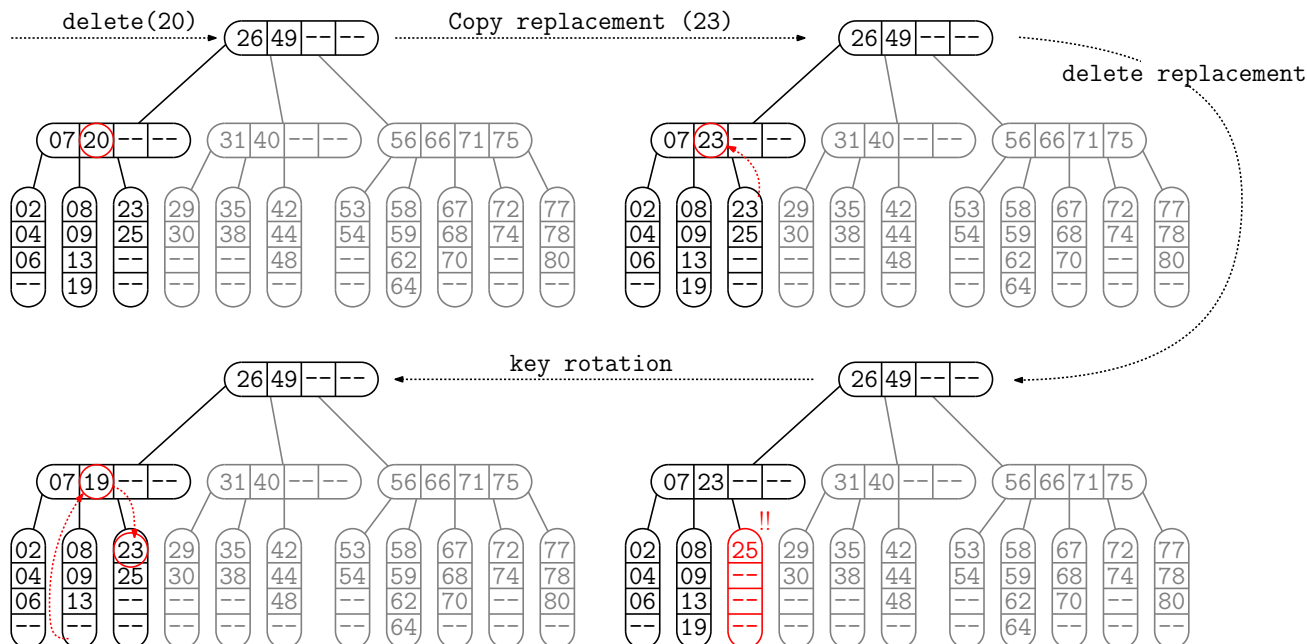 delete(20) 26 49 -- -- Copy replacement (23) 26 49 -- --
delete replacement
07 20 -- -- 31 40 -- -- 56 66 71 75 07 23 -- -- 31 40 -- -- 56 66 71 75
02 08 23 29 35 42 53 58 67 72 77 02 08 23 29 35 42 53 58 67 72 77
04 09 25 30 38 44 54 59 68 74 78 04 09 25 30 38 44 54 59 68 74 78
06 13 -- -- -- 48 -- 62 70 -- 80 06 13 -- -- -- 48 -- 62 70 -- 80
-- 19 -- -- -- -- -- 64 -- -- -- -- 19 -- -- -- -- -- 64 -- -- --
26 49 -- -- key rotation 26 49 -- --
07 19 -- -- 31 40 -- -- 56 66 71 75 07 23 -- -- 31 40 -- -- 56 66 71 75
!!
02 08 23 29 35 42 53 58 67 72 77 02 08 25 29 35 42 53 58 67 72 77
04 09 25 30 38 44 54 59 68 74 78 04 09 -- 30 38 44 54 59 68 74 78
06 13 -- -- -- 48 -- 62 70 -- 80 06 13 -- -- -- 48 -- 62 70 -- 80
-- -- -- -- -- -- -- 64 -- -- -- -- 19 -- -- -- -- -- 64 -- -- --